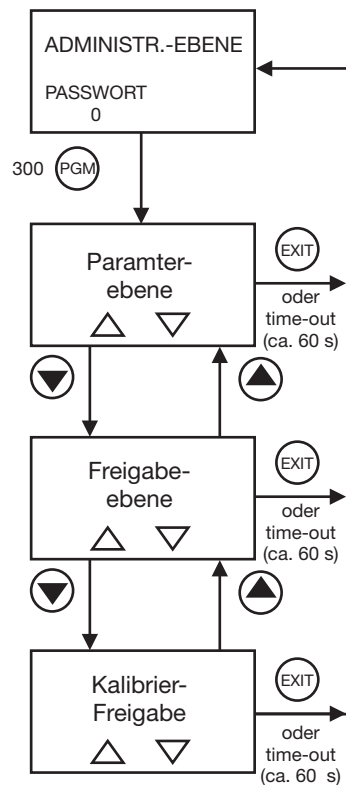 ADMINISTR.-EBENE
PASSWORT
0
300 PGM
Paramter-
ebene
EXIT
oder
time-out
(ca. 60 s)
Freigabe-
ebene
EXIT
oder
time-out
(ca. 60 s)
Kalibrier-
Freigabe
EXIT
oder
time-out
(ca. 60 s)